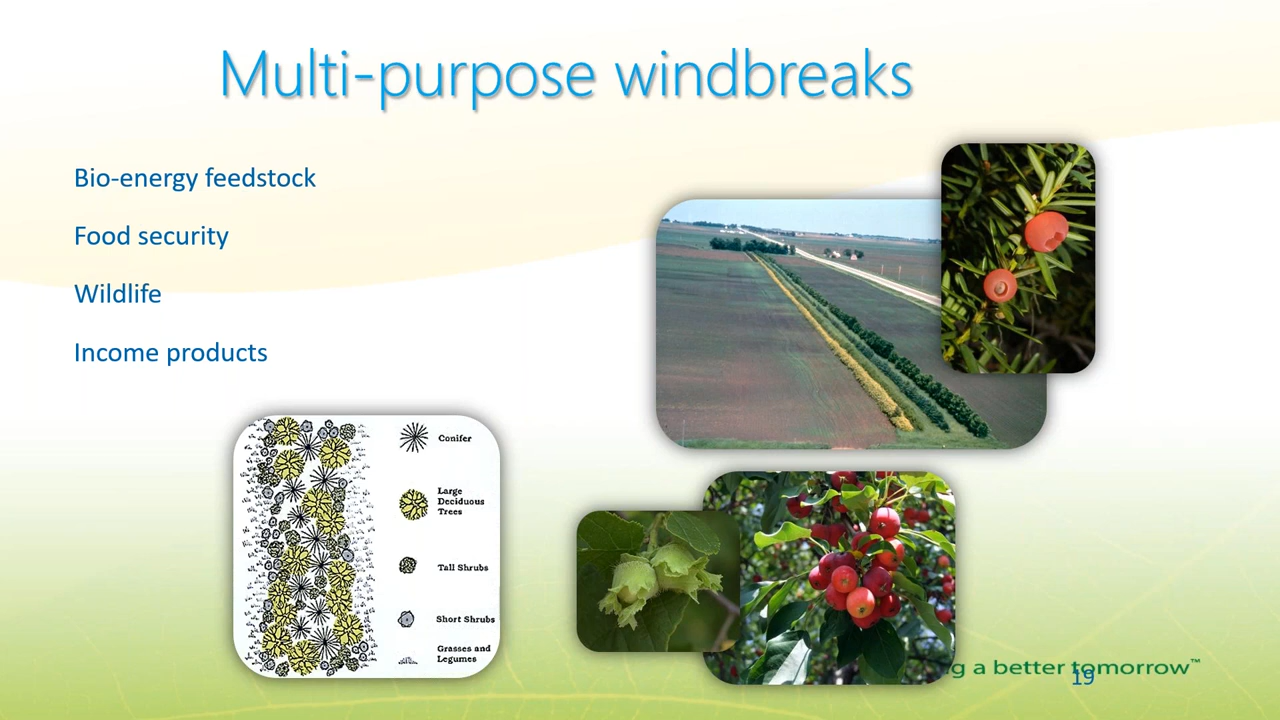 Multi-purpose windbreaks
Bio-energy feedstock
Food security
Wildlife
Income products
Conifer
Large
Deciduous
Trees
Tall Shrubs
Short Shrubs
Grasses and
Legumes
a better tomorrow™
19